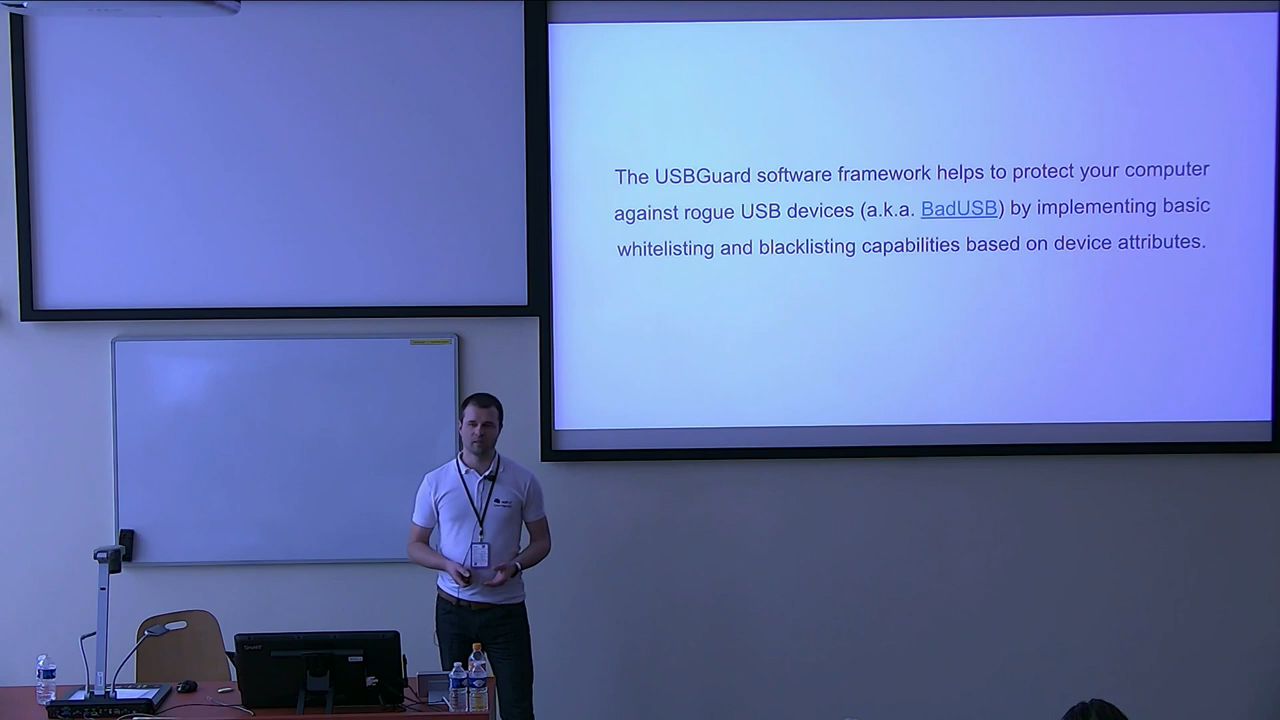 The USBGuard software framework helps to protect your computer
against rogue USB devices (a.k.a. BadUSB) by implementing basic
whitelisting and blacklisting capabilities based on device attributes.